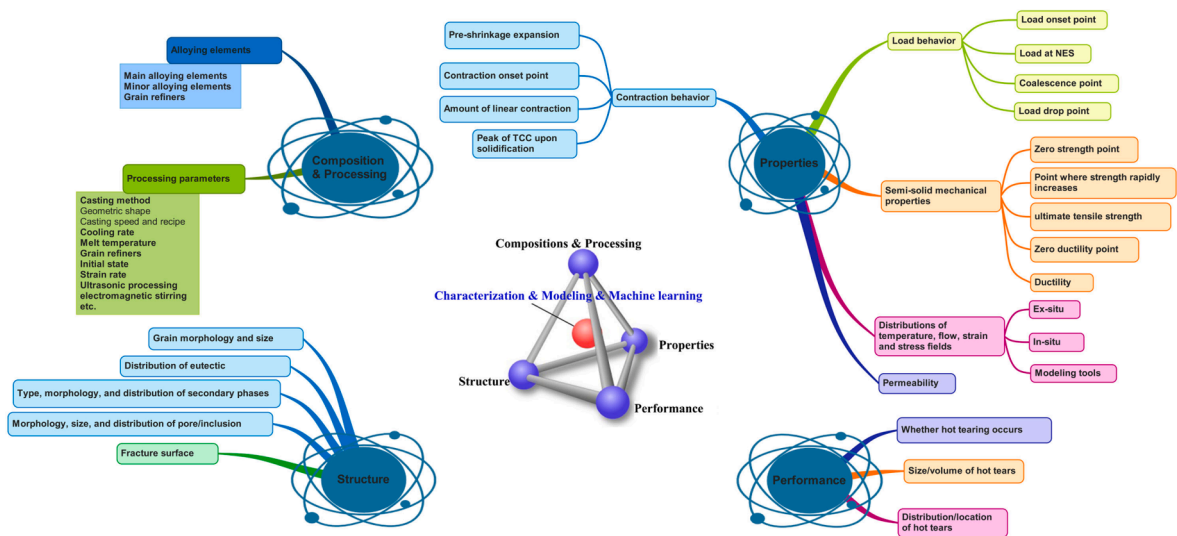 Alloying elements
Main alloying elements
Minor alloying elements
Grain refiners
Composition
& Processing
Processing parameters
Casting method
Geometric shape
Casting speed and recipe
Cooling rate
Melt temperature
Grain refiners
Initial state
Strain rate
Ultrasonic processing
electromagnetic stirring
etc.
Pre-shrinkage expansion
Contraction onset point
Amount of linear contraction
Peak of TCC upon
solidification
Contraction behavior
Properties
Load behavior
Load onset point
Load at NES
Coalescence point
Load drop point
Semi-solid mechanical
properties
Zero strength point
Point where strength rapidly
increases
ultimate tensile strength
Zero ductility point
Ductility
Distributions of
temperature, flow, strain
and stress fields
Ex-situ
In-situ
Modeling tools
Permeability
Compositions & Processing
Characterization & Modeling & Machine learning
Properties
Structure
Performance
Grain morphology and size
Distribution of eutectic
Type, morphology, and distribution of secondary phases
Morphology, size, and distribution of pore/inclusion
Fracture surface
Structure
Performance
Whether hot tearing occurs
Size/volume of hot tears
Distribution/location
of hot tears